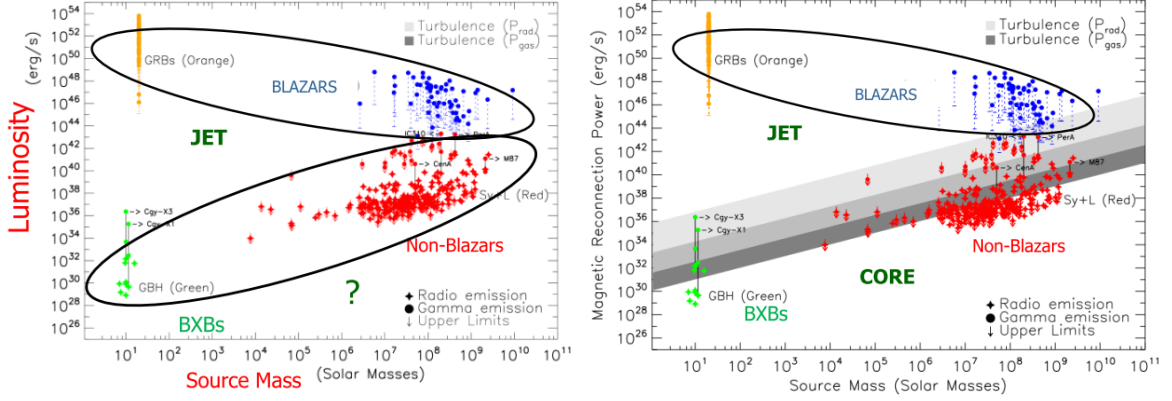 Luminosity
(erg/s)
10^54
10^52
10^50
10^48
10^46
10^44
10^42
10^40
10^38
10^36
10^34
10^32
10^30
10^28
10^26
Turbulence (P_rad)
Turbulence (P_gas)
GRBs (Orange)
BLAZARS
JET
IC310
-> PerA
-> M87
-> CenA
Sy+L (Red)
-> Cgy-X3
-> Cgy-X1
Non-Blazars
GBH (Green)
BXBs
?
Radio emission
Gamma emission
Upper Limits
10^1 10^2 10^3 10^4 10^5 10^6 10^7 10^8 10^9 10^10 10^11
Source Mass (Solar Masses)
Magnetic Reconnection Power (erg/s)
10^54
10^52
10^50
10^48
10^46
10^44
10^42
10^40
10^38
10^36
10^34
10^32
10^30
10^28
10^26
Turbulence (P_rad)
Turbulence (P_gas)
GRBs (Orange)
BLAZARS
JET
-> PerA
-> M87
-> CenA
Sy+L (Red)
-> Cgy-X3
-> Cgy-X1
Non-Blazars
CORE
GBH (Green)
BXBs
Radio emission
Gamma emission
Upper Limits
10^1 10^2 10^3 10^4 10^5 10^6 10^7 10^8 10^9 10^10 10^11
Source Mass (Solar Masses)